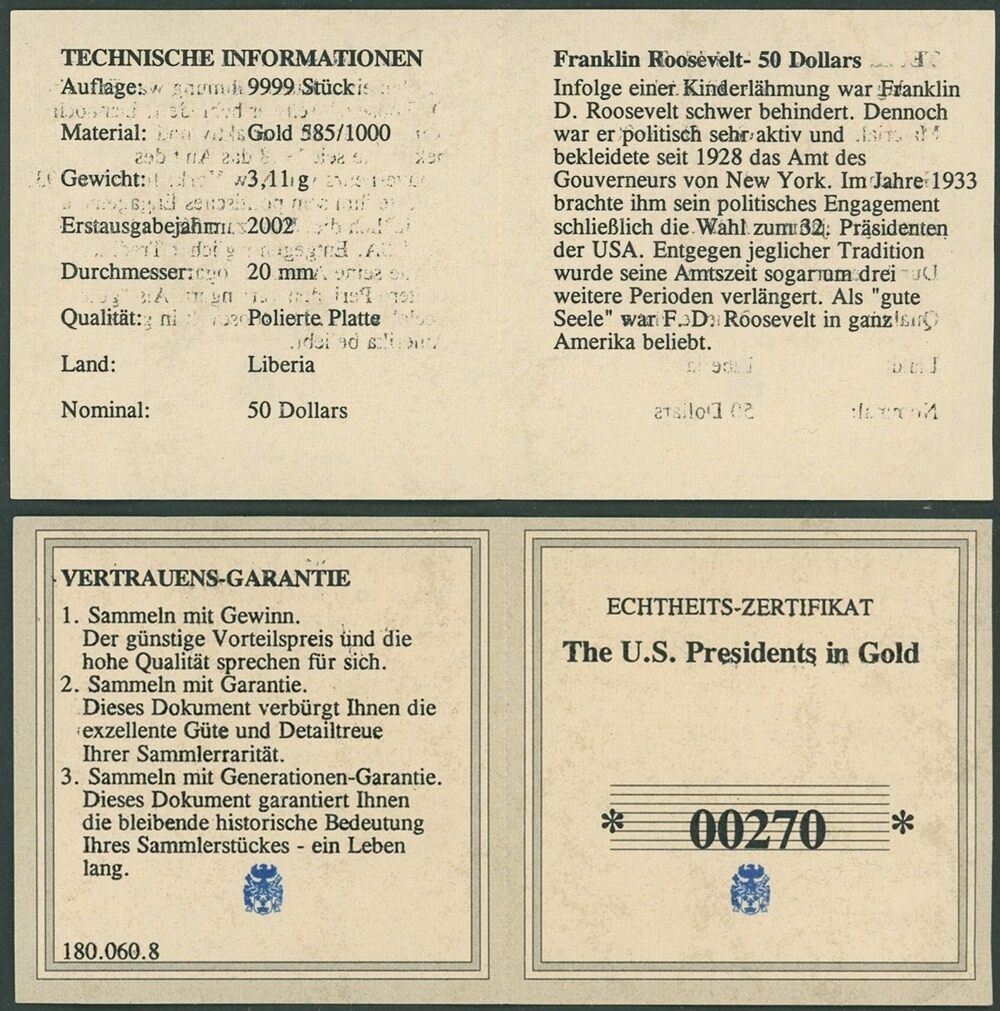 TECHNISCHE INFORMATIONEN
Auflage: 9999 Stück
Material: Gold 585/1000
Gewicht: 3,11 g
Erstausgabejahr: 2002
Durchmesser: 20 mm
Qualität: Polierte Platte
Land: Liberia
Nominal: 50 Dollars
Franklin Roosevelt- 50 Dollars
Infolge einer Kinderlähmung war Franklin
D. Roosevelt schwer behindert. Dennoch
war er politisch sehr aktiv und
bekleidete seit 1928 das Amt des
Gouverneurs von New York. Im Jahre 1933
brachte ihm sein politisches Engagement
schließlich die Wahl zum 32. Präsidenten
der USA. Entgegen jeglicher Tradition
wurde seine Amtszeit sogar um drei
weitere Perioden verlängert. Als "gute
Seele" war F. D. Roosevelt in ganz
Amerika beliebt.
VERTRAUENS-GARANTIE
1. Sammeln mit Gewinn.
Der günstige Vorteilspreis und die
hohe Qualität sprechen für sich.
2. Sammeln mit Garantie.
Dieses Dokument verbürgt Ihnen die
exzellente Güte und Detailtreue
Ihrer Sammlerrarität.
3. Sammeln mit Generationen-Garantie.
Dieses Dokument garantiert Ihnen
die bleibende historische Bedeutung
Ihres Sammlerstückes - ein Leben
lang.
180.060.8
ECHTHEITS-ZERTIFIKAT
The U.S. Presidents in Gold
* 00270 *